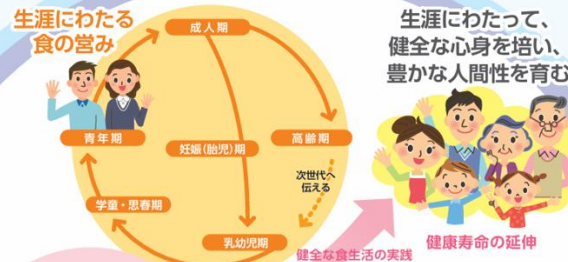 生涯にわたる
食の営み
成人期
青年期
妊娠(胎児)期
高齢期
次世代へ
伝える
学童・思春期
乳幼児期
生涯にわたって、
健全な心身を培い、
豊かな人間性を育む
健全な食生活の実践
健康寿命の延伸